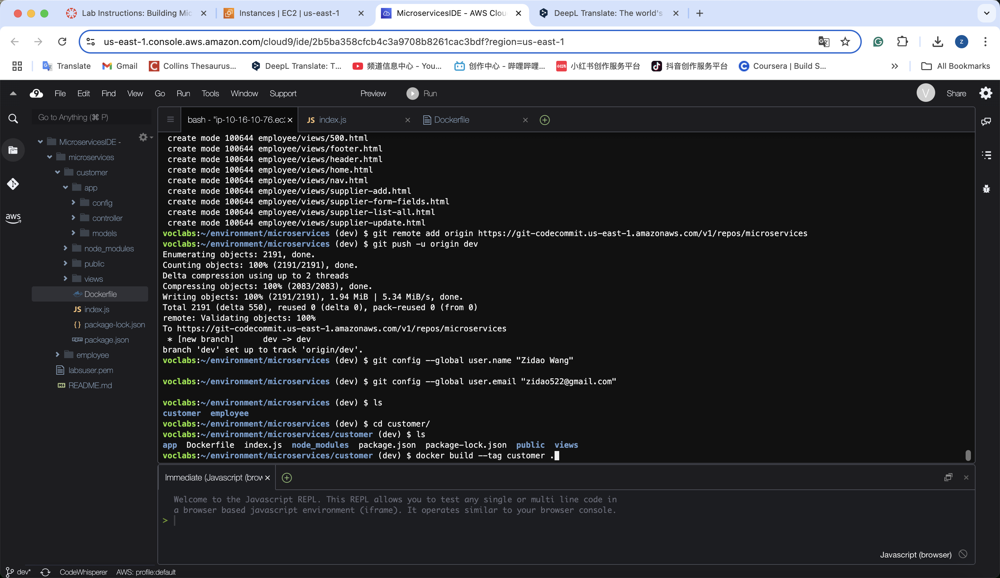 Lab Instructions: Building Mic
Instances | EC2 | us-east-1
MicroservicesIDE - AWS Clou
DeepL Translate: The world's
us-east-1.console.aws.amazon.com/cloud9/ide/2b5ba358cfcb4c3a9708b8261cac3bdf?region=us-east-1
z
Translate
Gmail
Collins Thesaurus...
DeepL Translate: T...
频道信息中心 - You...
创作中心 - 哔哩哔哩...
小红书
小红书创作服务平台
抖音创作服务平台
Coursera | Build S...
All Bookmarks
9
File Edit Find View Go Run Tools Window Support
Preview
Run
V
Share
Go to Anything (⌘ P)
aws
MicroservicesIDE -
microservices
customer
app
config
controller
models
node_modules
public
views
Dockerfile
JS index.js
{} package-lock.json
package.json
employee
labsuser.pem
README.md
bash - "ip-10-16-10-76.ec2
JS index.js
Dockerfile
create mode 100644 employee/views/500.html
create mode 100644 employee/views/footer.html
create mode 100644 employee/views/header.html
create mode 100644 employee/views/home.html
create mode 100644 employee/views/nav.html
create mode 100644 employee/views/supplier-add.html
create mode 100644 employee/views/supplier-form-fields.html
create mode 100644 employee/views/supplier-list-all.html
create mode 100644 employee/views/supplier-update.html
voclabs:~/environment/microservices (dev) $ git remote add origin https://git-codecommit.us-east-1.amazonaws.com/v1/repos/microservices
voclabs:~/environment/microservices (dev) $ git push -u origin dev
Enumerating objects: 2191, done.
Counting objects: 100% (2191/2191), done.
Delta compression using up to 2 threads
Compressing objects: 100% (2083/2083), done.
Writing objects: 100% (2191/2191), 1.94 MiB | 5.34 MiB/s, done.
Total 2191 (delta 550), reused 0 (delta 0), pack-reused 0 (from 0)
remote: Validating objects: 100%
To https://git-codecommit.us-east-1.amazonaws.com/v1/repos/microservices
* [new branch]      dev -> dev
branch 'dev' set up to track 'origin/dev'.
voclabs:~/environment/microservices (dev) $ git config --global user.name "Zidao Wang"
voclabs:~/environment/microservices (dev) $ git config --global user.email "zidao522@gmail.com"
voclabs:~/environment/microservices (dev) $ ls
customer  employee
voclabs:~/environment/microservices (dev) $ cd customer/
voclabs:~/environment/microservices/customer (dev) $ ls
app  Dockerfile  index.js  node_modules  package.json  package-lock.json  public  views
voclabs:~/environment/microservices/customer (dev) $ docker build --tag customer .
Immediate (Javascript (brow
Welcome to the Javascript REPL. This REPL allows you to test any single or multi line code in
a browser based javascript environment (iframe). It operates similar to your browser console.
>
Javascript (browser)
dev*
CodeWhisperer
AWS: profile:default